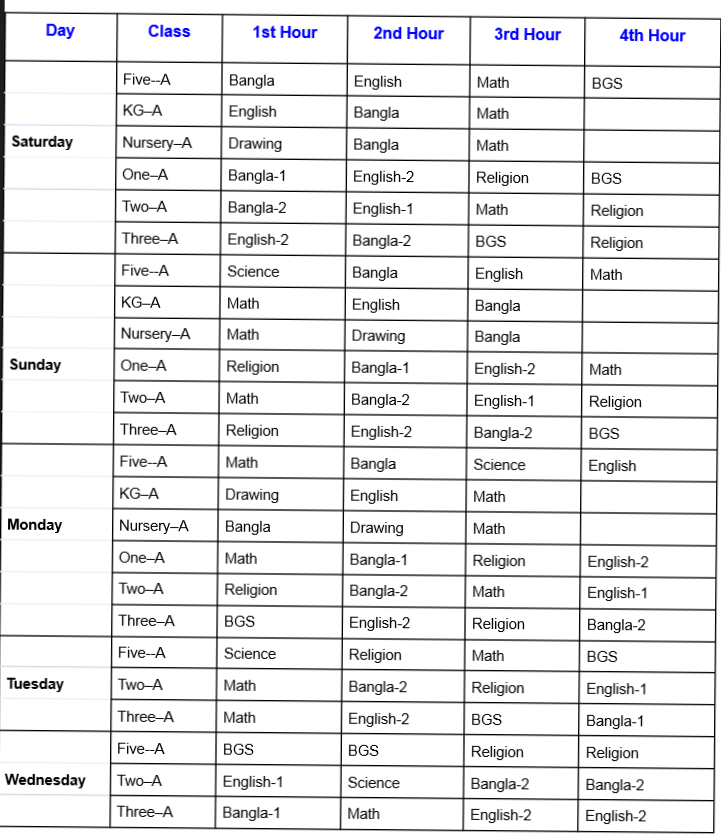 Day Class 1st Hour 2nd Hour 3rd Hour 4th Hour
Five--A Bangla English Math BGS
KG–A English Bangla Math
Saturday Nursery–A Drawing Bangla Math
One–A Bangla-1 English-2 Religion BGS
Two–A Bangla-2 English-1 Math Religion
Three–A English-2 Bangla-2 BGS Religion
Five--A Science Bangla English Math
KG–A Math English Bangla
Nursery–A Math Drawing Bangla
Sunday One–A Religion Bangla-1 English-2 Math
Two–A Math Bangla-2 English-1 Religion
Three–A Religion English-2 Bangla-2 BGS
Five--A Math Bangla Science English
KG–A Drawing English Math
Monday Nursery–A Bangla Drawing Math
One–A Math Bangla-1 Religion English-2
Two–A Religion Bangla-2 Math English-1
Three–A BGS English-2 Religion Bangla-2
Five--A Science Religion Math BGS
Tuesday Two–A Math Bangla-2 Religion English-1
Three–A Math English-2 BGS Bangla-1
Five--A BGS BGS Religion Religion
Wednesday Two–A English-1 Science Bangla-2 Bangla-2
Three–A Bangla-1 Math English-2 English-2